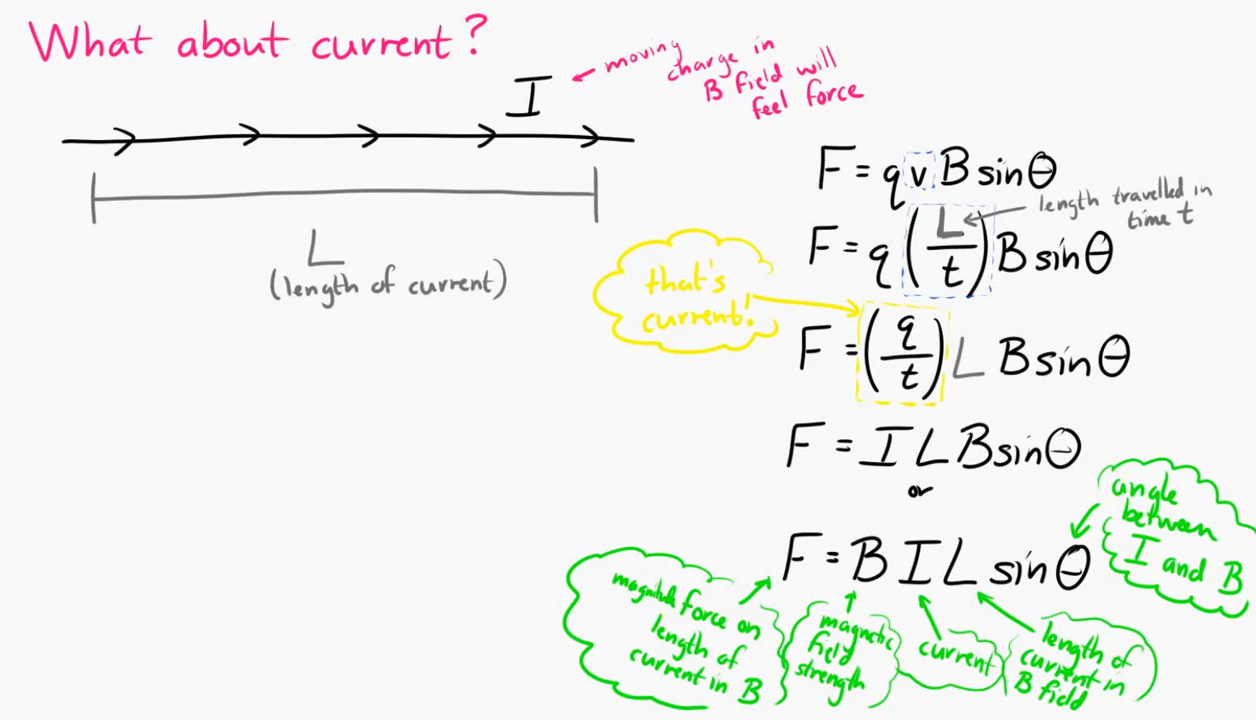 What about current?
I
moving
charge in
B field will
feel force
L
(length of current)
F = qvBsinθ
length travelled in
time t
F = q(L/t)Bsinθ
that's
current!
F = (q/t)LBsinθ
F = ILBsinθ
or
F = BILsinθ
angle
between
I and B
magnitude force on
length of
current in B
magnetic
field
strength
current
length of
current in
B field